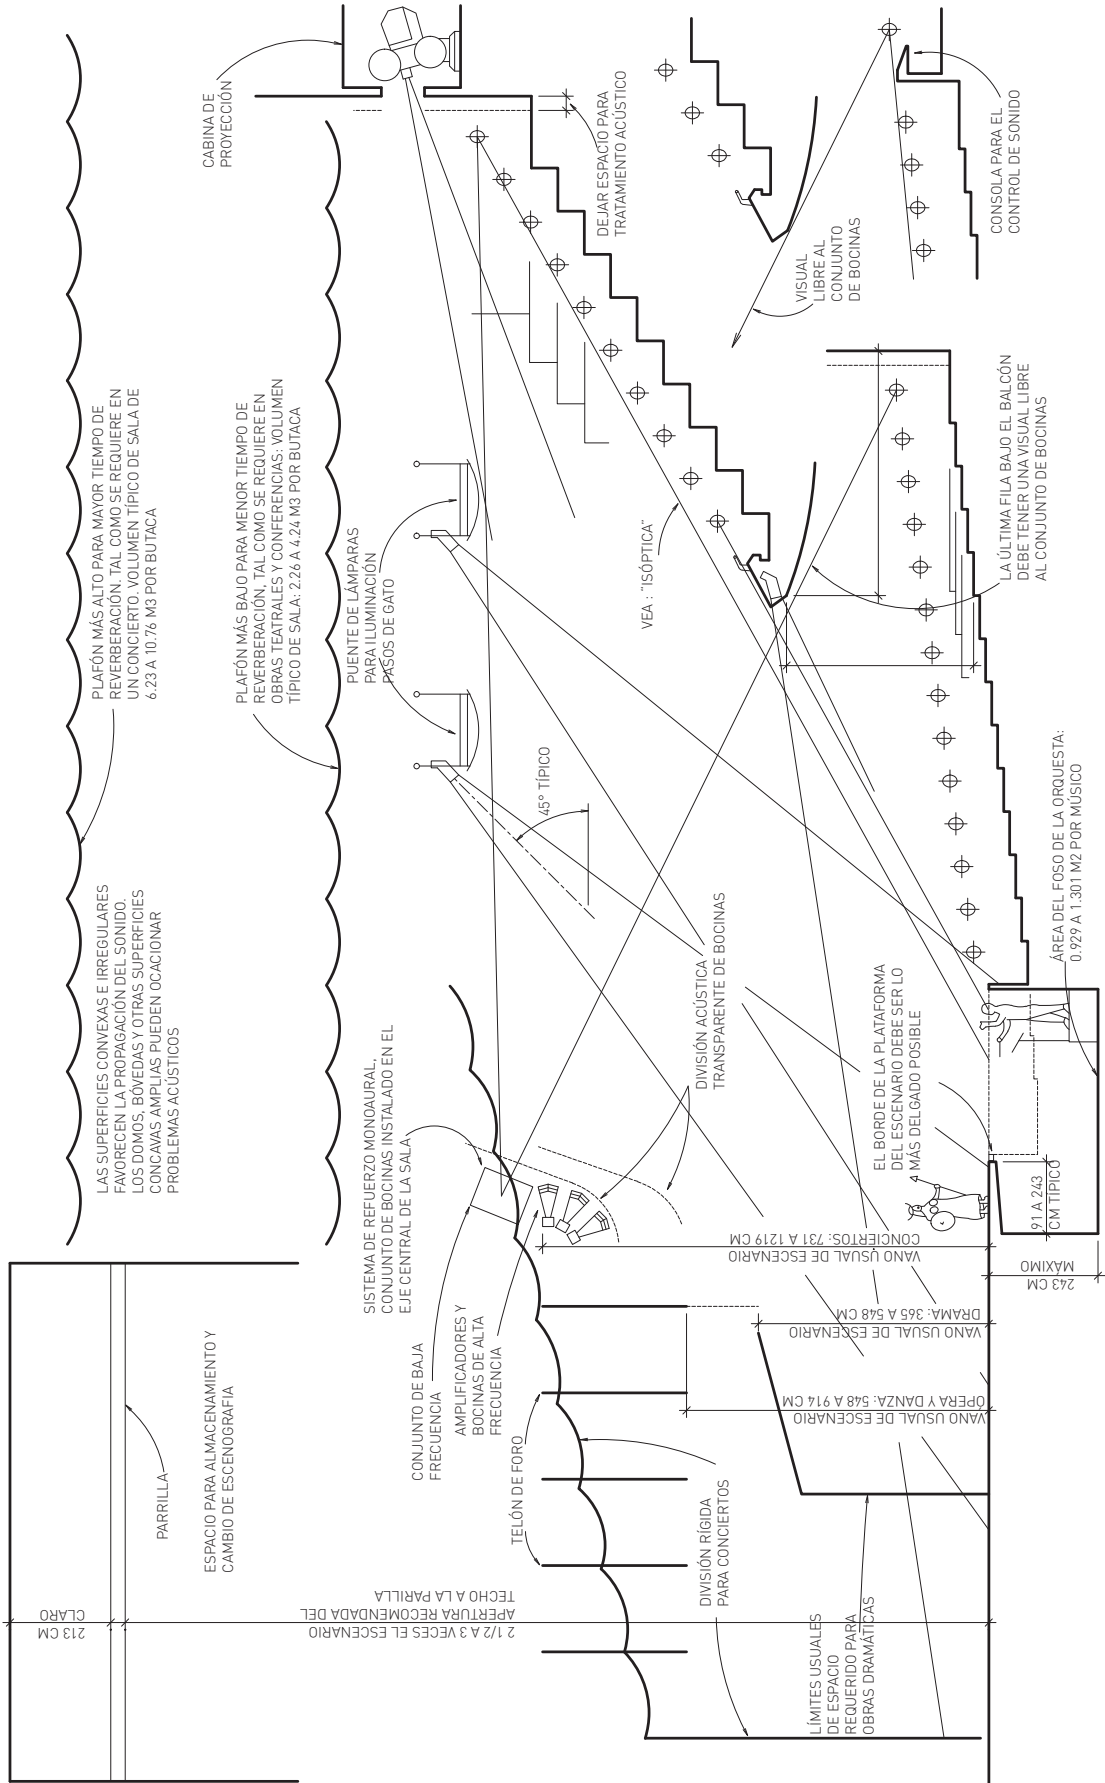 LAS SUPERFICIES CONVEXAS E IRREGULARES
FAVORECEN LA PROPAGACIÓN DEL SONIDO.
LOS DOMOS, BÓVEDAS Y OTRAS SUPERFICIES
CONCAVAS AMPLIAS PUEDEN OCACIONAR
PROBLEMAS ACÚSTICOS
PLAFÓN MÁS ALTO PARA MAYOR TIEMPO DE
REVERBERACIÓN. TAL COMO SE REQUIERE EN
UN CONCIERTO. VOLUMEN TÍPICO DE SALA DE
6.23 A 10.76 M3 POR BUTACA
CABINA DE
PROYECCIÓN
PLAFÓN MÁS BAJO PARA MENOR TIEMPO DE
REVERBERACIÓN, TAL COMO SE REQUIERE EN
OBRAS TEATRALES Y CONFERENCIAS: VOLUMEN
TÍPICO DE SALA: 2.26 A 4.24 M3 POR BUTACA
213 CM
CLARO
PARRILLA
ESPACIO PARA ALMACENAMIENTO Y
CAMBIO DE ESCENOGRAFIA
2 1/2 A 3 VECES EL ESCENARIO
APERTURA RECOMENDADA DEL
TECHO A LA PARILLA
SISTEMA DE REFUERZO MONOAURAL,
CONJUNTO DE BOCINAS INSTALADO EN EL
EJE CENTRAL DE LA SALA
PUENTE DE LÁMPARAS
PARA ILUMINACIÓN
PASOS DE GATO
CONJUNTO DE BAJA
FRECUENCIA
AMPLIFICADORES Y
BOCINAS DE ALTA
FRECUENCIA
TELÓN DE FORO
45° TÍPICO
DEJAR ESPACIO PARA
TRATAMIENTO ACÚSTICO
VEA : "ISÓPTICA"
DIVISIÓN RÍGIDA
PARA CONCIERTOS
DIVISIÓN ACÚSTICA
TRANSPARENTE DE BOCINAS
VISUAL
LIBRE AL
CONJUNTO
DE BOCINAS
LÍMITES USUALES
DE ESPACIO
REQUERIDO PARA
OBRAS DRAMÁTICAS
VANO USUAL DE ESCENARIO
ÓPERA Y DANZA: 548 A 914 CM
VANO USUAL DE ESCENARIO
DRAMA: 365 A 548 CM
VANO USUAL DE ESCENARIO
CONCIERTOS: 731 A 1219 CM
EL BORDE DE LA PLATAFORMA
DEL ESCENARIO DEBE SER LO
MÁS DELGADO POSIBLE
CONSOLA PARA EL
CONTROL DE SONIDO
LA ÚLTIMA FILA BAJO EL BALCÓN
DEBE TENER UNA VISUAL LIBRE
AL CONJUNTO DE BOCINAS
243 CM
MÁXIMO
91 A 243
CM TÍPICO
ÁREA DEL FOSO DE LA ORQUESTA:
0.929 A 1.301 M2 POR MÚSICO